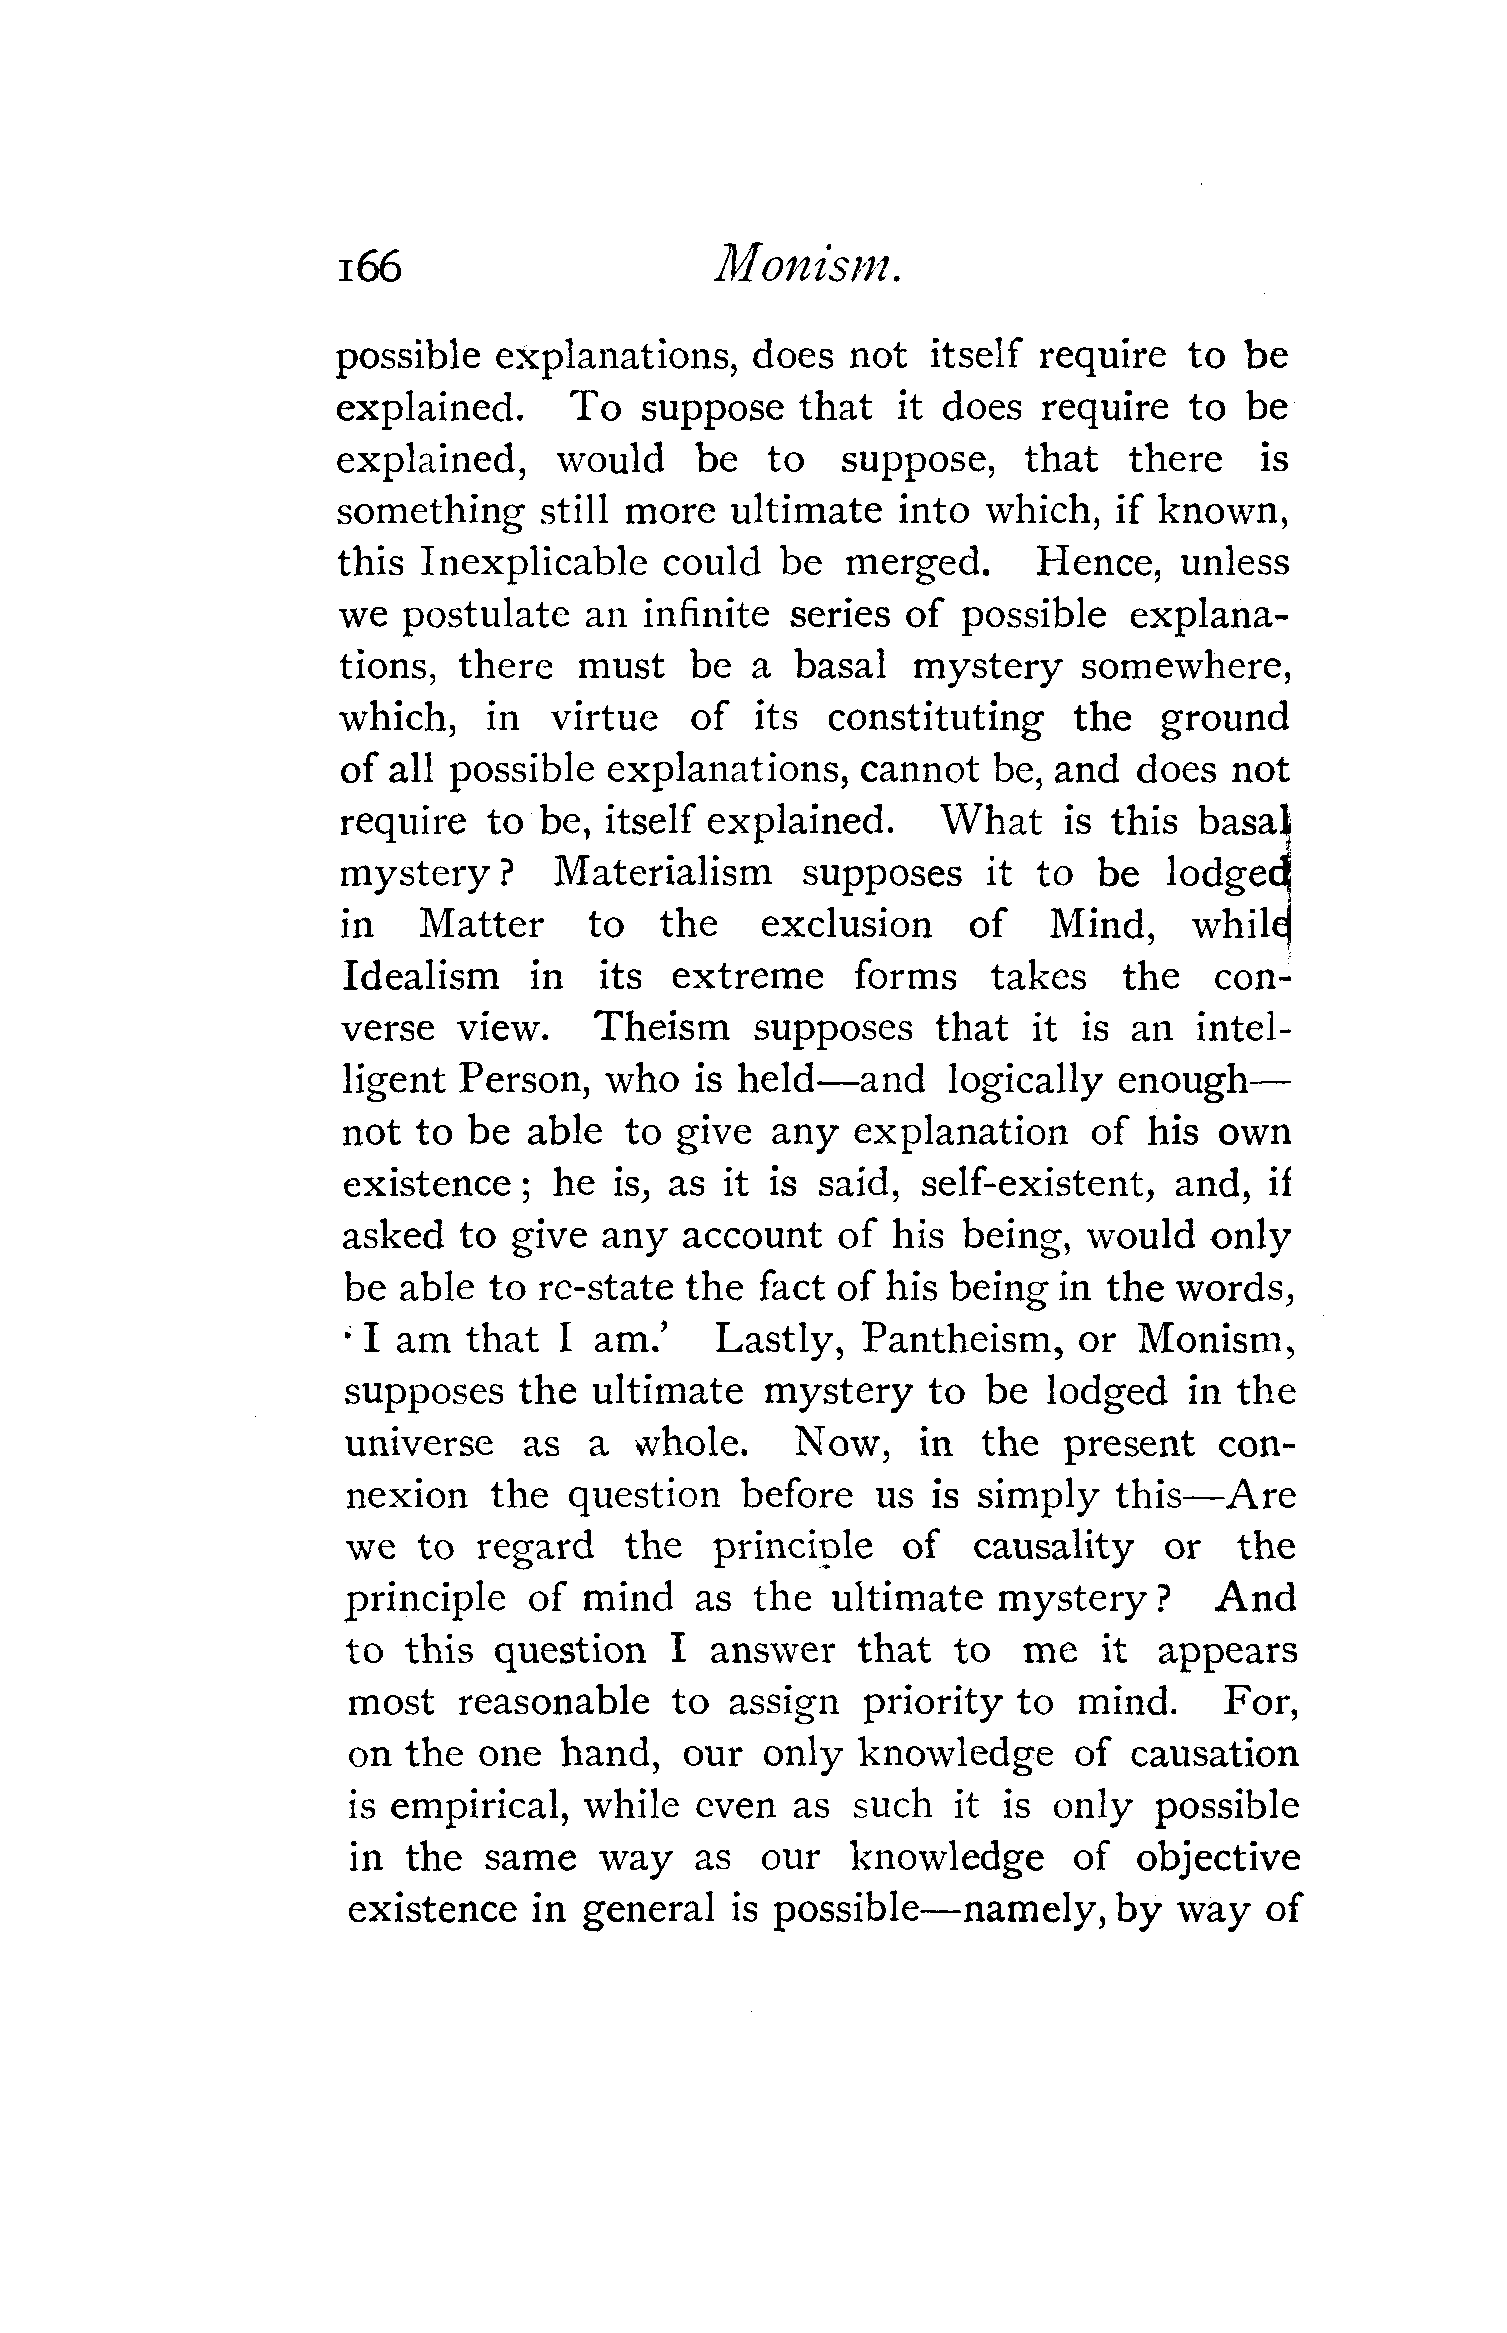 166 Monism.
possible explanations, does not itself require to be
explained. To suppose that it does require to be
explained, would be to suppose, that there is
something still more ultimate into which, if known,
this Inexplicable could be merged. Hence, unless
we postulate an infinite series of possible explana-
tions, there must be a basal mystery somewhere,
which, in virtue of its constituting the ground
of all possible explanations, cannot be, and does not
require to be, itself explained. What is this basal
mystery? Materialism supposes it to be lodged
in Matter to the exclusion of Mind, while
Idealism in its extreme forms takes the con-
verse view. Theism supposes that it is an intel-
ligent Person, who is held—and logically enough—
not to be able to give any explanation of his own
existence; he is, as it is said, self-existent, and, if
asked to give any account of his being, would only
be able to re-state the fact of his being in the words,
‘I am that I am.’ Lastly, Pantheism, or Monism,
supposes the ultimate mystery to be lodged in the
universe as a whole. Now, in the present con-
nexion the question before us is simply this—Are
we to regard the principle of causality or the
principle of mind as the ultimate mystery? And
to this question I answer that to me it appears
most reasonable to assign priority to mind. For,
on the one hand, our only knowledge of causation
is empirical, while even as such it is only possible
in the same way as our knowledge of objective
existence in general is possible—namely, by way of